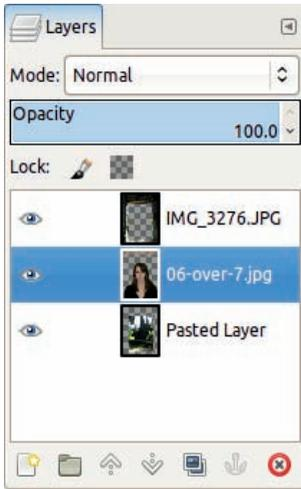 Layers
Mode: Normal
Opacity
100.0
Lock:
IMG_3276.JPG
06-over-7.jpg
Pasted Layer